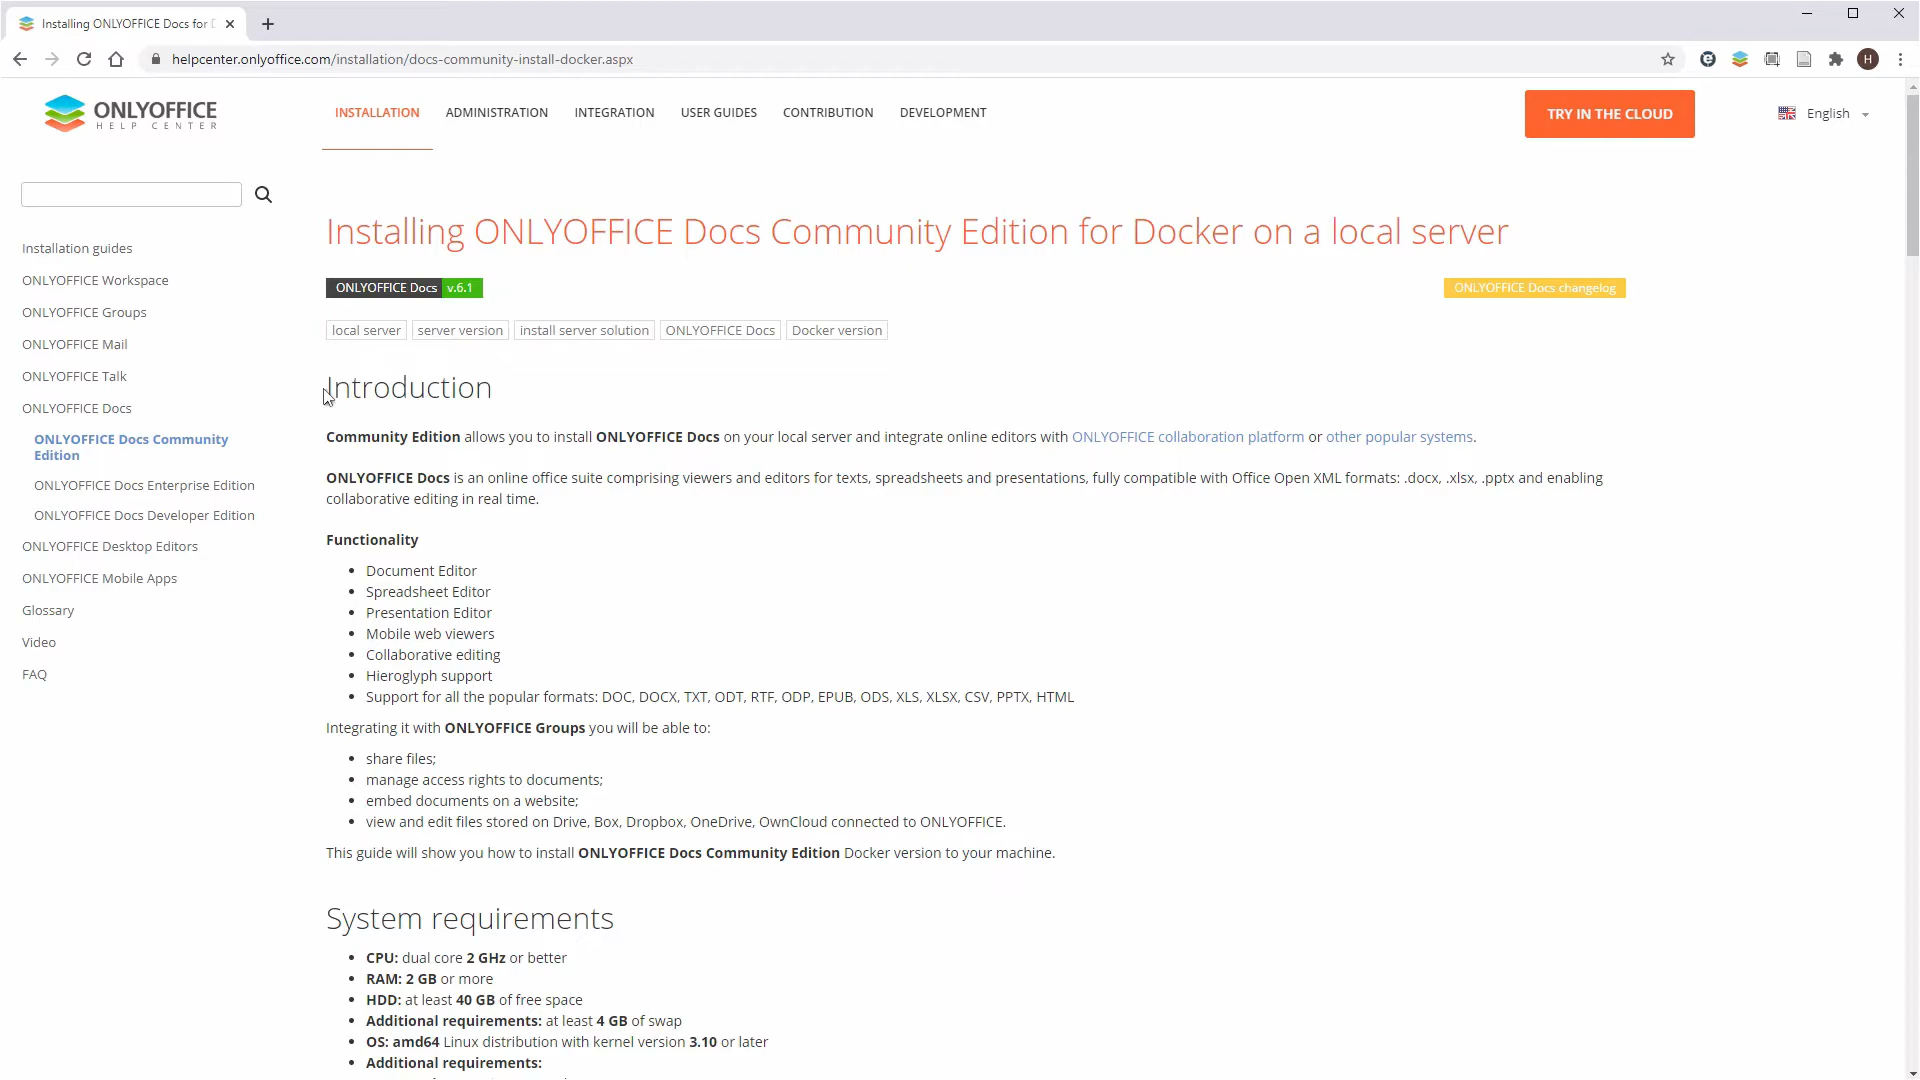 Installing ONLYOFFICE Docs for D
helpcenter.onlyoffice.com/installation/docs-community-install-docker.aspx
H
ONLYOFFICE
HELP CENTER
INSTALLATION
ADMINISTRATION
INTEGRATION
USER GUIDES
CONTRIBUTION
DEVELOPMENT
TRY IN THE CLOUD
English
Installation guides
ONLYOFFICE Workspace
ONLYOFFICE Groups
ONLYOFFICE Mail
ONLYOFFICE Talk
ONLYOFFICE Docs
ONLYOFFICE Docs Community
Edition
ONLYOFFICE Docs Enterprise Edition
ONLYOFFICE Docs Developer Edition
ONLYOFFICE Desktop Editors
ONLYOFFICE Mobile Apps
Glossary
Video
FAQ
Installing ONLYOFFICE Docs Community Edition for Docker on a local server
ONLYOFFICE Docs v.6.1
ONLYOFFICE Docs changelog
local server
server version
install server solution
ONLYOFFICE Docs
Docker version
Introduction
Community Edition allows you to install ONLYOFFICE Docs on your local server and integrate online editors with ONLYOFFICE collaboration platform or other popular systems.
ONLYOFFICE Docs is an online office suite comprising viewers and editors for texts, spreadsheets and presentations, fully compatible with Office Open XML formats: .docx, .xlsx, .pptx and enabling
collaborative editing in real time.
Functionality
• Document Editor
• Spreadsheet Editor
• Presentation Editor
• Mobile web viewers
• Collaborative editing
• Hieroglyph support
• Support for all the popular formats: DOC, DOCX, TXT, ODT, RTF, ODP, EPUB, ODS, XLS, XLSX, CSV, PPTX, HTML
Integrating it with ONLYOFFICE Groups you will be able to:
• share files;
• manage access rights to documents;
• embed documents on a website;
• view and edit files stored on Drive, Box, Dropbox, OneDrive, OwnCloud connected to ONLYOFFICE.
This guide will show you how to install ONLYOFFICE Docs Community Edition Docker version to your machine.
System requirements
• CPU: dual core 2 GHz or better
• RAM: 2 GB or more
• HDD: at least 40 GB of free space
• Additional requirements: at least 4 GB of swap
• OS: amd64 Linux distribution with kernel version 3.10 or later
• Additional requirements: